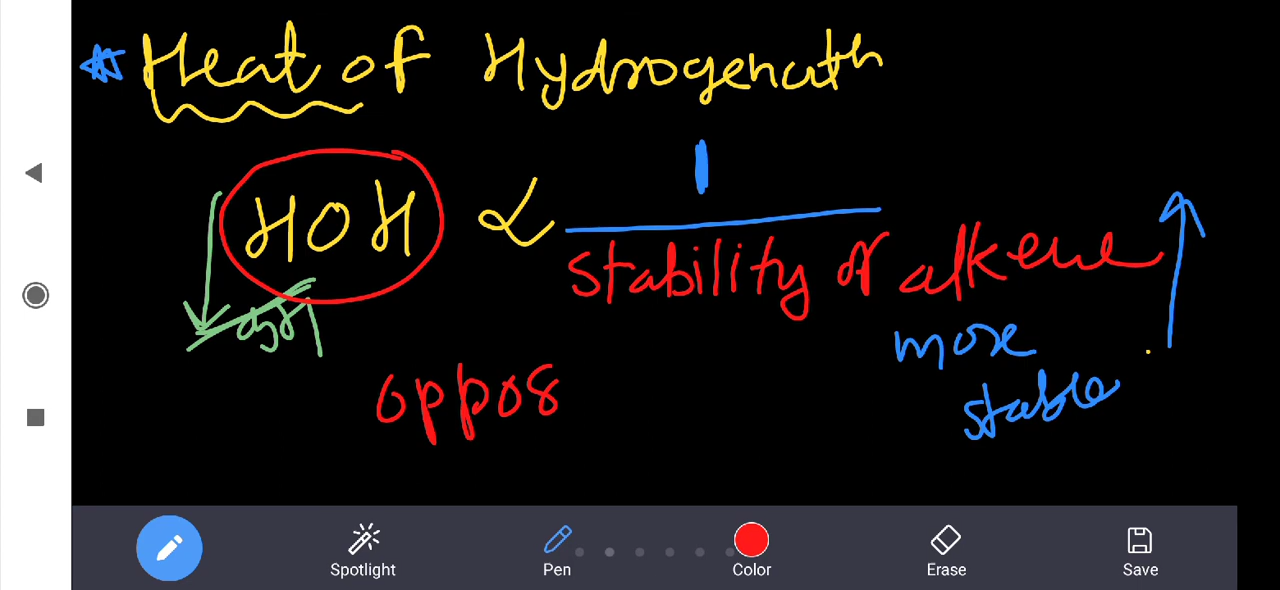 Heat of Hydrogenath
HOH ∝ 1
stability of alkene
more
stable
oppos
Spotlight Pen Color Erase Save